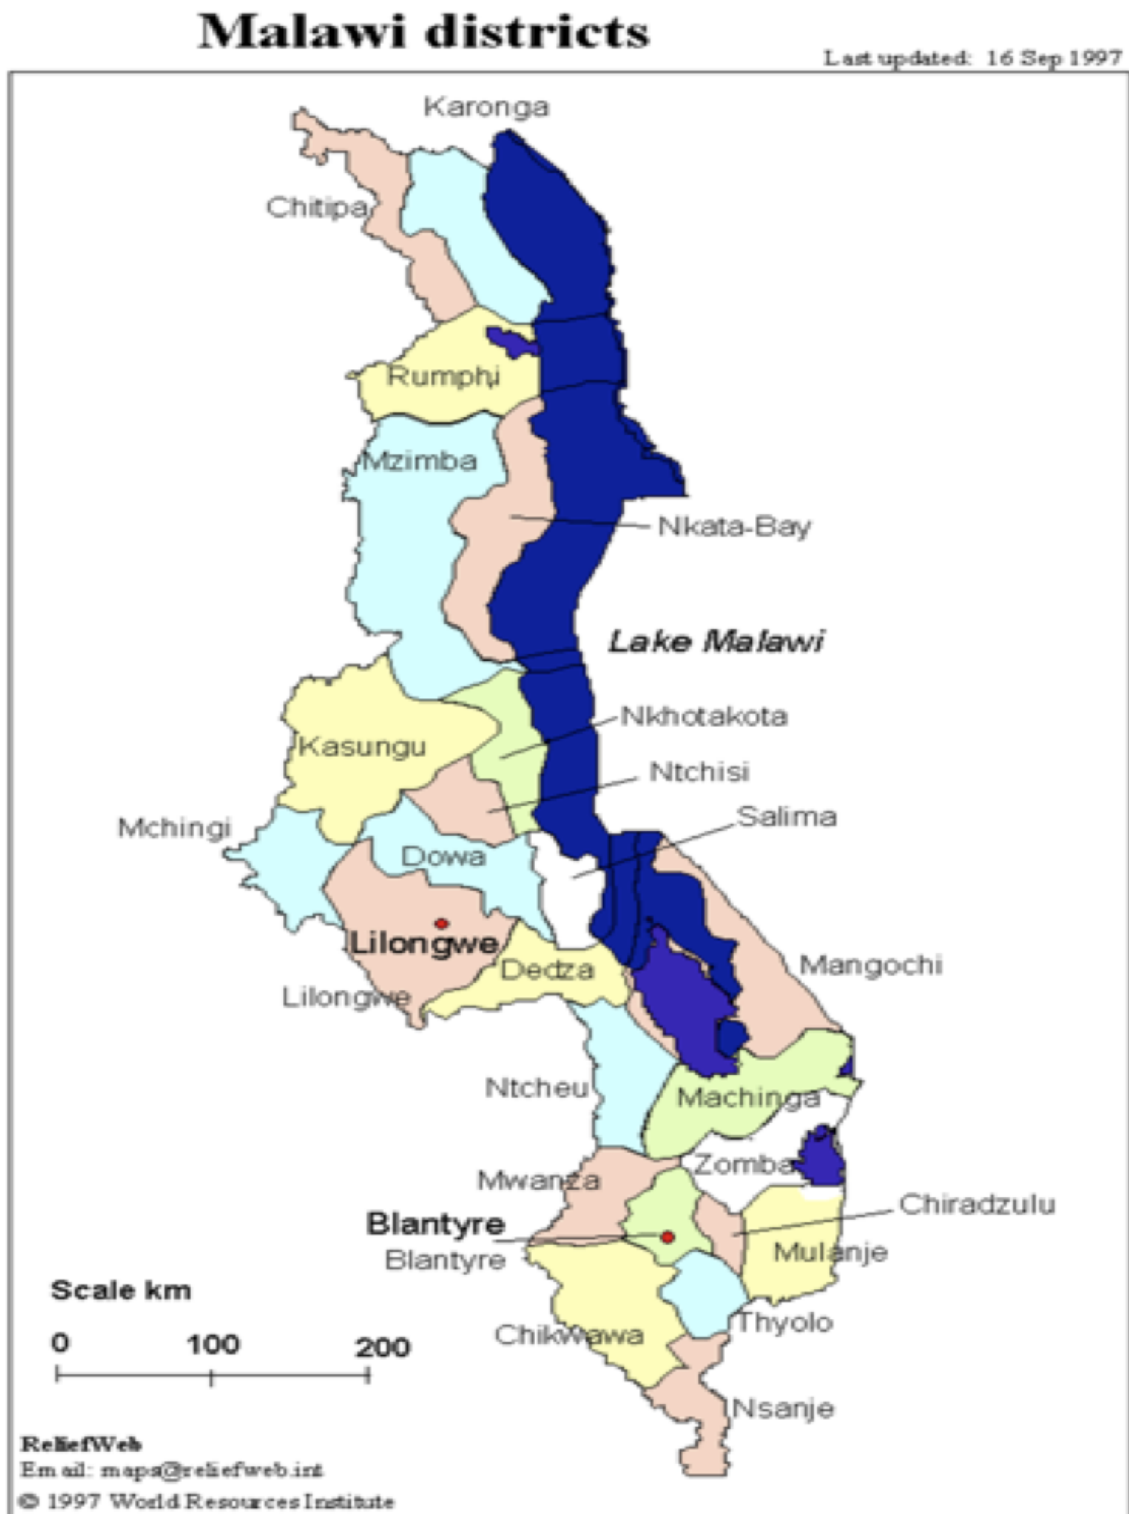 Malawi districts
Last updated: 16 Sep 1997
Karonga
Chitipa
Rumphi
Mzimba
Nkata-Bay
Lake Malawi
Nkhotakota
Kasungu
Ntchisi
Salima
Mchingi
Dowa
Lilongwe
Dedza
Mangochi
Lilongwe
Ntcheu
Machinga
Zomba
Mwanza
Chiradzulu
Blantyre
Mulanje
Blantyre
Scale km
Thyolo
Chikwawa
0 100 200
Nsanje
ReliefWeb
Email: maps@reliefweb.int
© 1997 World Resources Institute